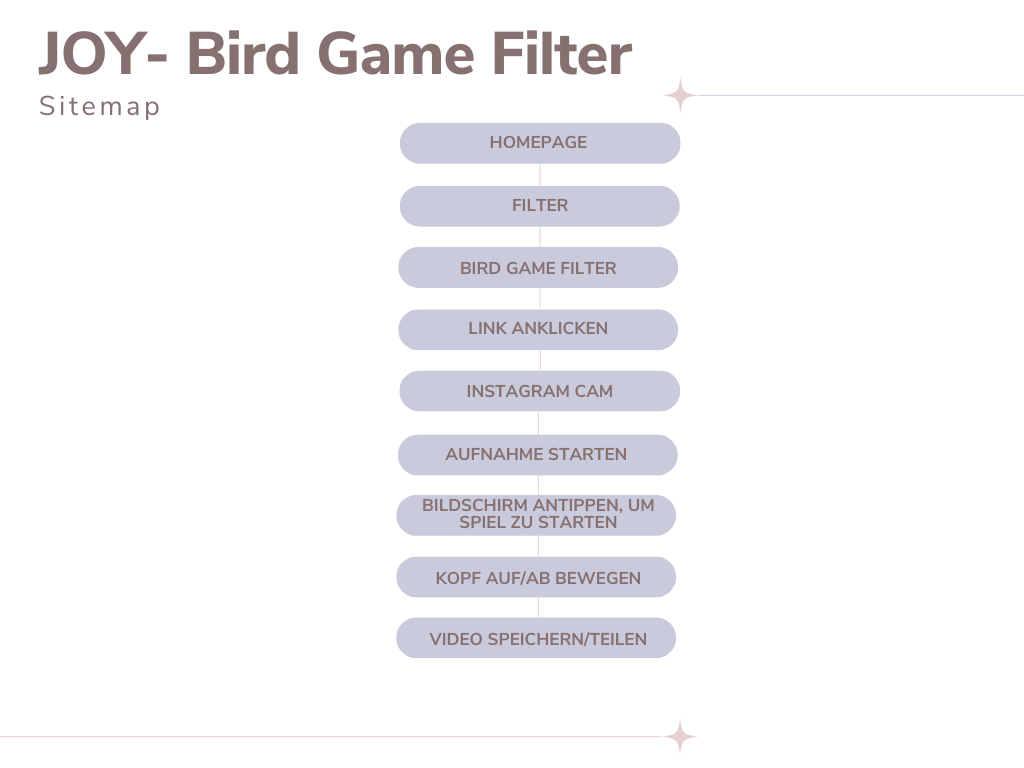 JOY- Bird Game Filter
Sitemap
HOMEPAGE
FILTER
BIRD GAME FILTER
LINK ANKLICKEN
INSTAGRAM CAM
AUFNAHME STARTEN
BILDSCHIRM ANTIPPEN, UM
SPIEL ZU STARTEN
KOPF AUF/AB BEWEGEN
VIDEO SPEICHERN/TEILEN